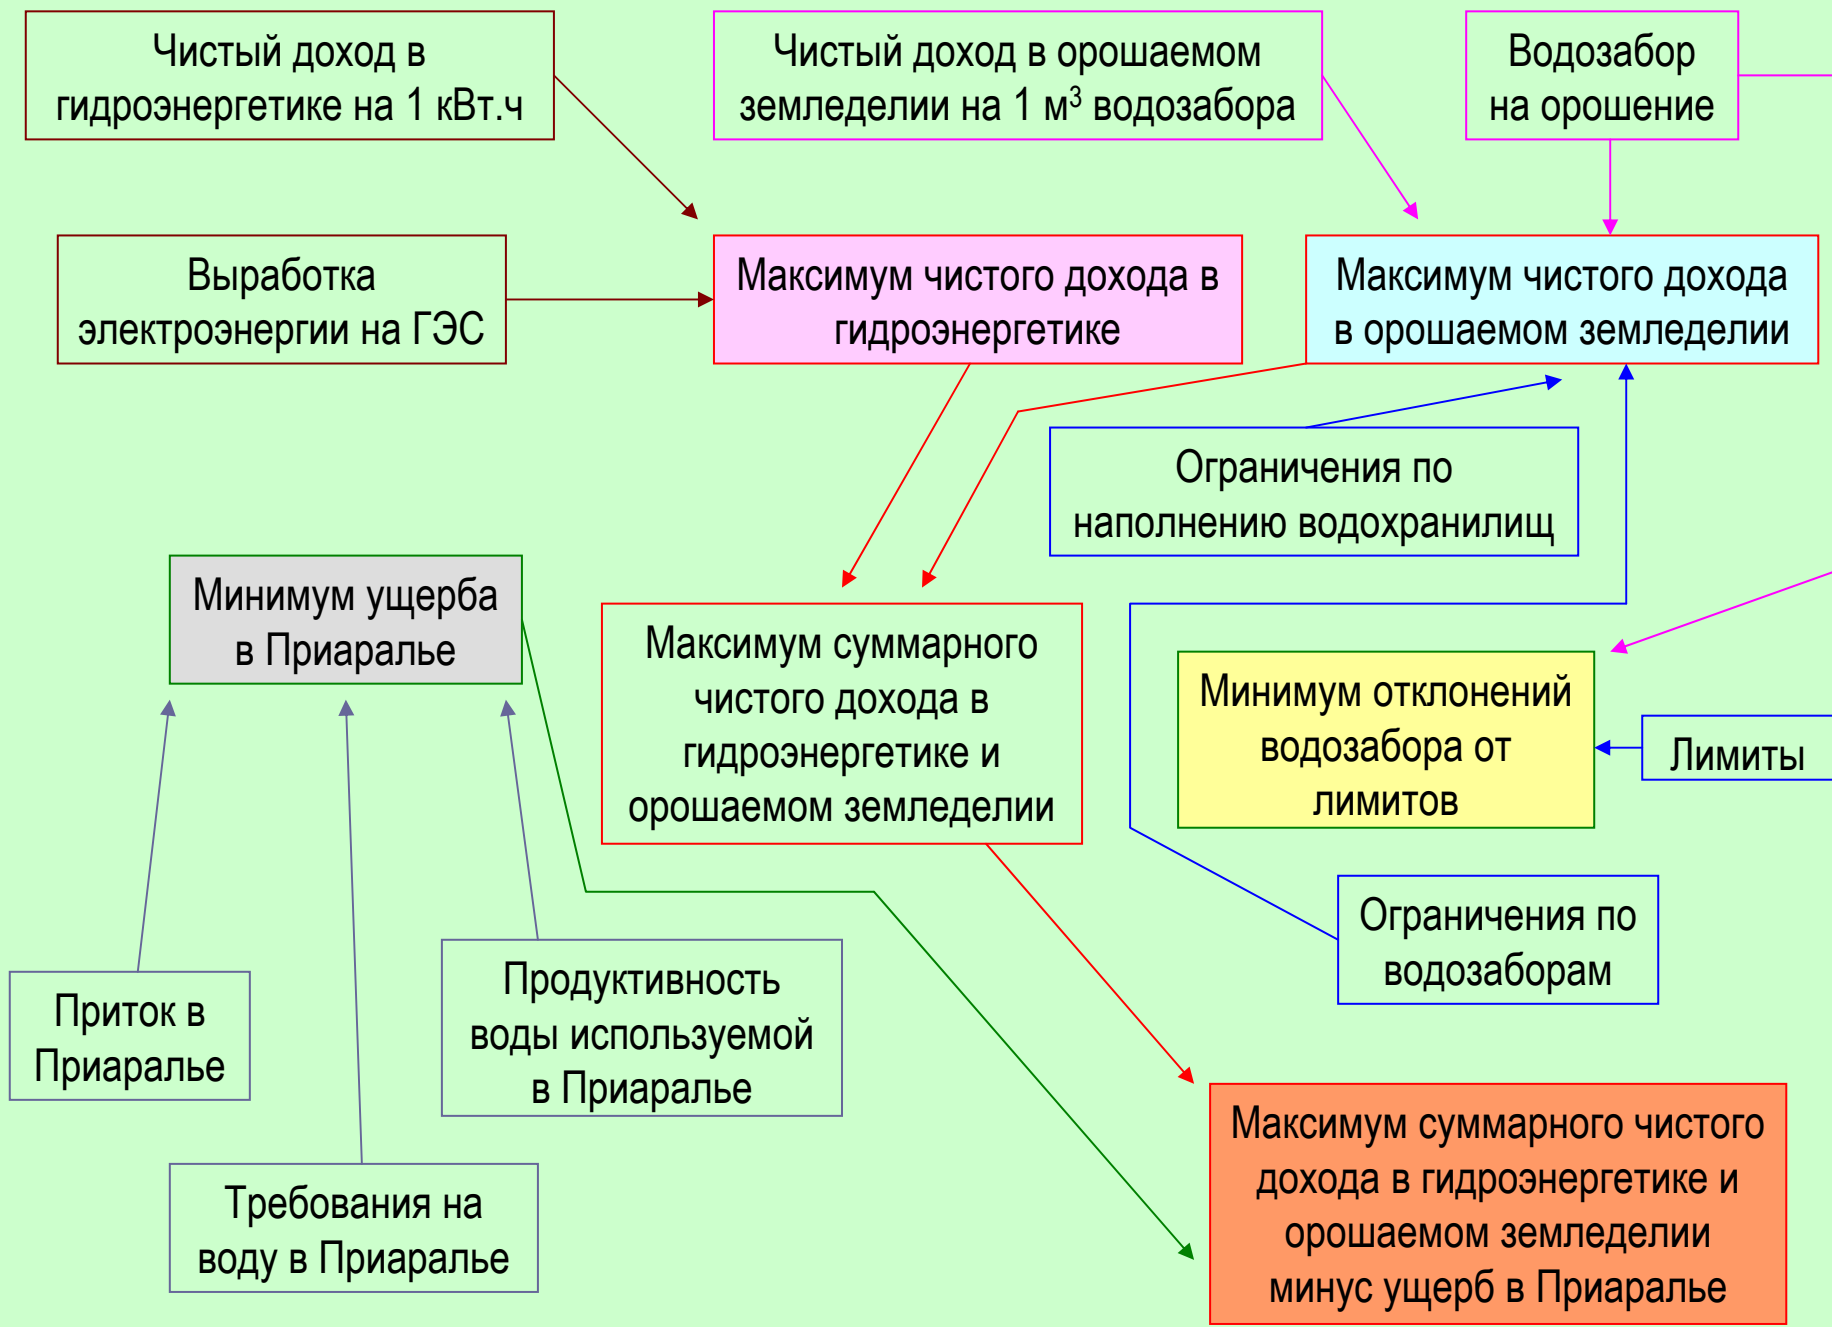 Чистый доход в
гидроэнергетике на 1 кВт.ч
Чистый доход в орошаемом
земледелии на 1 м³ водозабора
Водозабор
на орошение
Выработка
электроэнергии на ГЭС
Максимум чистого дохода в
гидроэнергетике
Максимум чистого дохода
в орошаемом земледелии
Ограничения по
наполнению водохранилищ
Минимум ущерба
в Приаралье
Максимум суммарного
чистого дохода в
гидроэнергетике и
орошаемом земледелии
Минимум отклонений
водозабора от
лимитов
Лимиты
Ограничения по
водозаборам
Приток в
Приаралье
Продуктивность
воды используемой
в Приаралье
Требования на
воду в Приаралье
Максимум суммарного чистого
дохода в гидроэнергетике и
орошаемом земледелии
минус ущерб в Приаралье